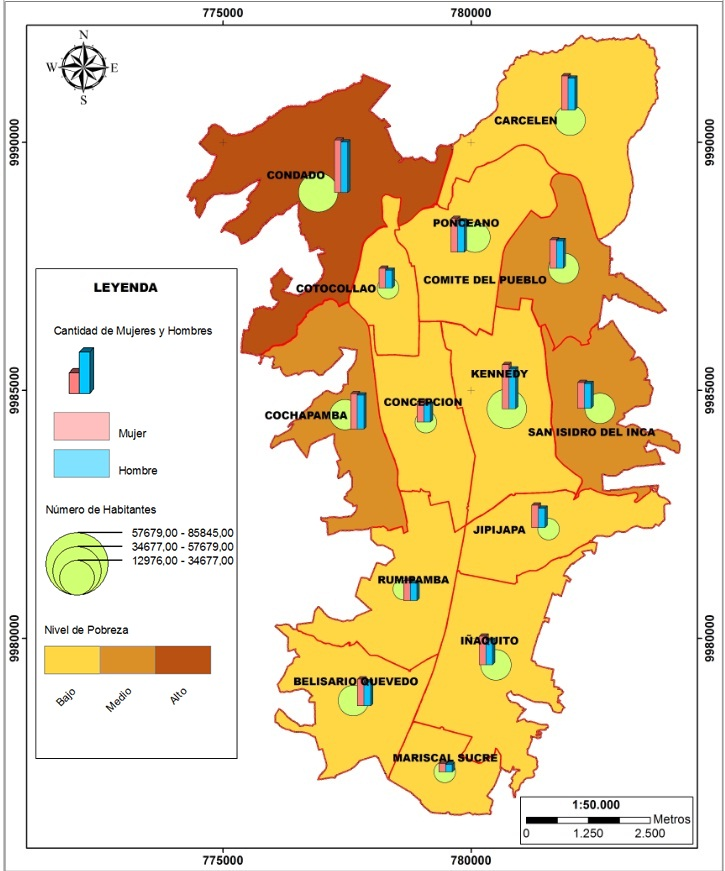 775000
780000
N
W
E
S
9990000
9990000
CARCELEN
CONDADO
PONCEANO
COMITE DEL PUEBLO
COTOCOLLAO
LEYENDA
Cantidad de Mujeres y Hombres
Mujer
Hombre
Número de Habitantes
57679,00 - 85845,00
34677,00 - 57679,00
12976,00 - 34677,00
Nivel de Pobreza
Bajo
Medio
Alto
9985000
9985000
KENNEDY
CONCEPCION
COCHAPAMBA
SAN ISIDRO DEL INCA
JIPIJAPA
RUMIPAMBA
9980000
9980000
IÑAQUITO
BELISARIO QUEVEDO
MARISCAL SUCRE
1:50.000
Metros
0
1.250
2.500
775000
780000